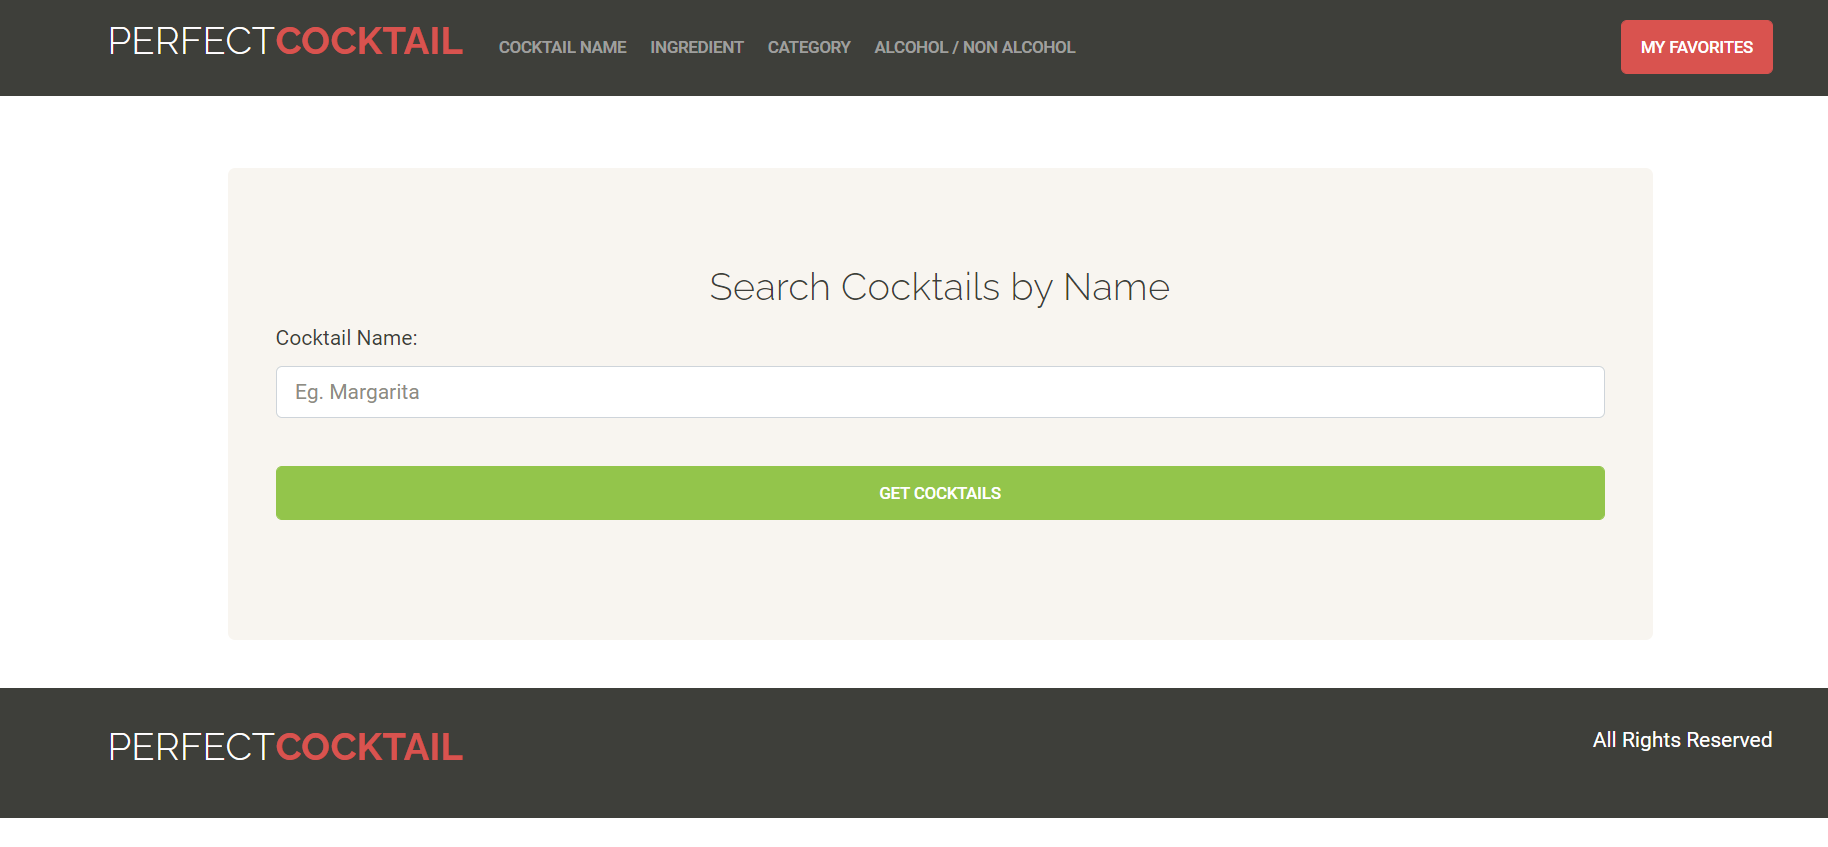 PERFECTCOCKTAIL
COCKTAIL NAME INGREDIENT CATEGORY ALCOHOL / NON ALCOHOL
MY FAVORITES
Search Cocktails by Name
Cocktail Name:
Eg. Margarita
GET COCKTAILS
PERFECTCOCKTAIL
All Rights Reserved